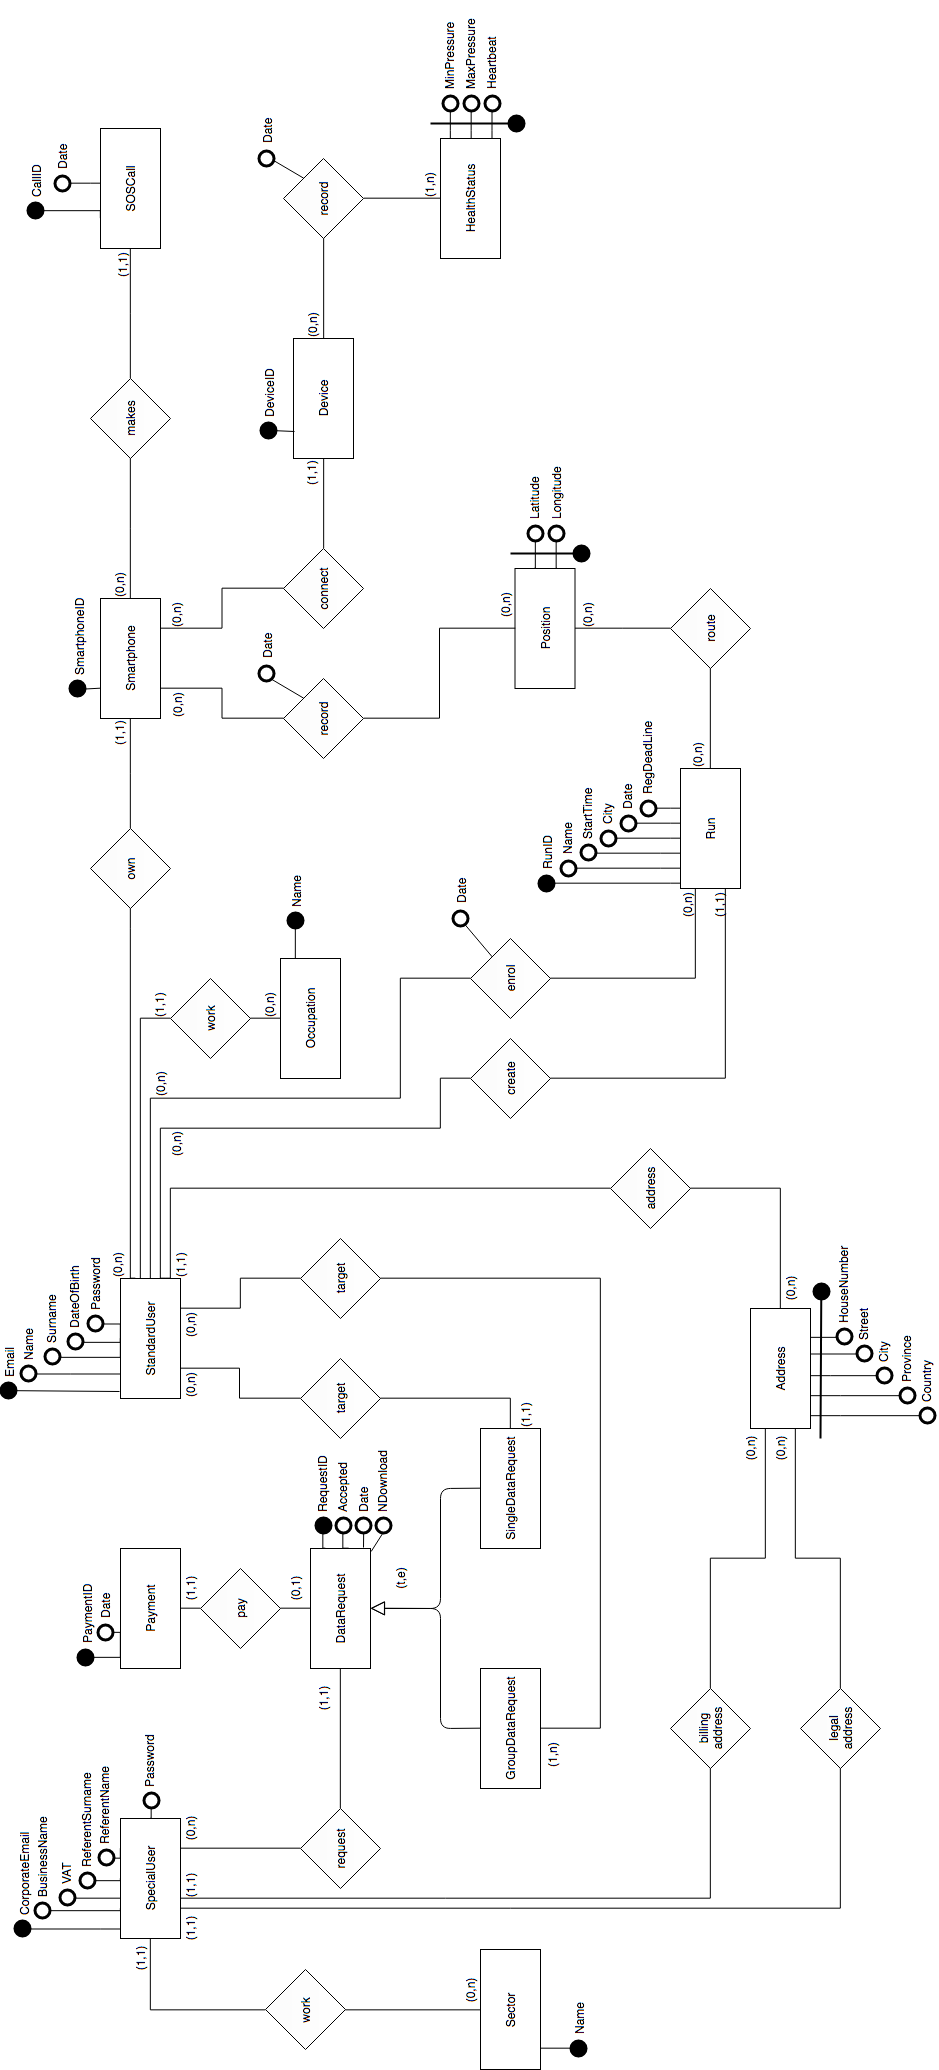 MinPressure
MaxPressure
Heartbeat
Date
CallID
Date
SOSCall
record
(1,n)
HealthStatus
(1,1)
(0,n)
makes
DeviceID
Device
(1,1)
Latitude
Longitude
(0,n)
SmartphoneID
Smartphone
(0,n)
connect
(0,n)
Position
(0,n)
route
Date
(0,n)
record
(1,1)
RegDeadLine
(0,n)
Date
City
StartTime
Name
RunID
Run
own
Name
Date
(0,n)
(1,1)
enrol
(1,1)
work
(0,n)
Occupation
(0,n)
create
(0,n)
address
(0,n)
(1,1)
Password
DateOfBirth
Surname
Name
Email
StandardUser
(0,n)
target
(0,n)
HouseNumber
Street
City
Province
Country
Address
(0,n)
target
(1,1)
(0,n)
(0,n)
RequestID
Accepted
Date
NDownload
SingleDataRequest
(t,e)
PaymentID
Date
Payment
(1,1)
pay
(0,1)
DataRequest
(1,1)
GroupDataRequest
(1,n)
billing
address
legal
address
Password
CorporateEmail
BusinessName
VAT
ReferentSurname
ReferentName
SpecialUser
(0,n)
(1,1)
(1,1)
request
(1,1)
work
(0,n)
Sector
Name